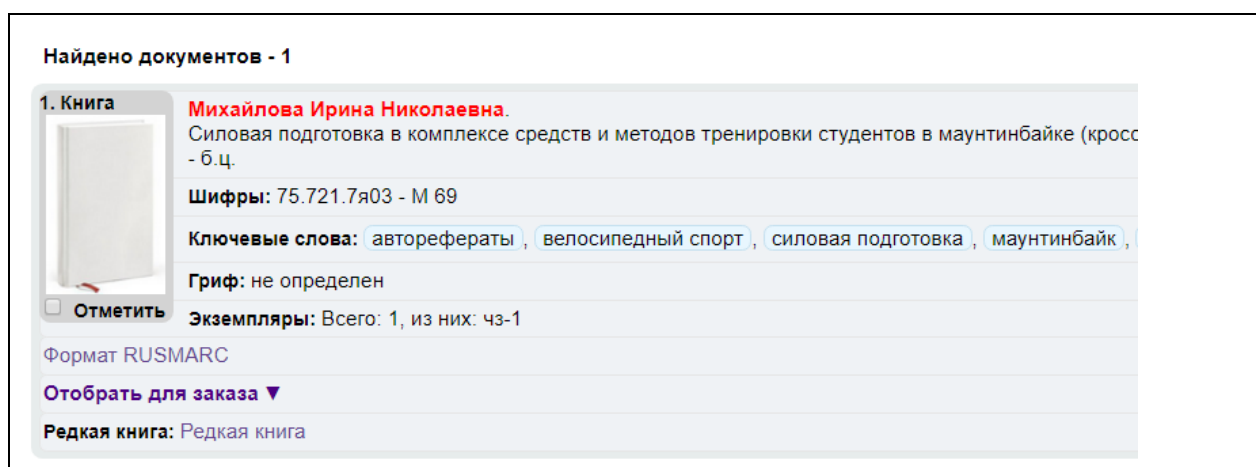 Найдено документов - 1
1. Книга
Михайлова Ирина Николаевна.
Силовая подготовка в комплексе средств и методов тренировки студентов в маунтинбайке (кросс
- б.ц.
Шифры: 75.721.7я03 - М 69
Ключевые слова: авторефераты, велосипедный спорт, силовая подготовка, маунтинбайк,
Гриф: не определен
Отметить
Экземпляры: Всего: 1, из них: чз-1
Формат RUSMARC
Отобрать для заказа ▼
Редкая книга: Редкая книга